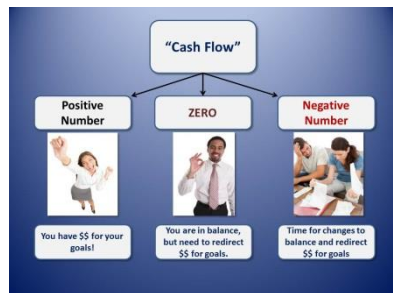 “Cash Flow”
Positive
Number
ZERO
Negative
Number
You have $$ for your
goals!
You are in balance,
but need to redirect
$$ for goals.
Time for changes to
balance and redirect
$$ for goals